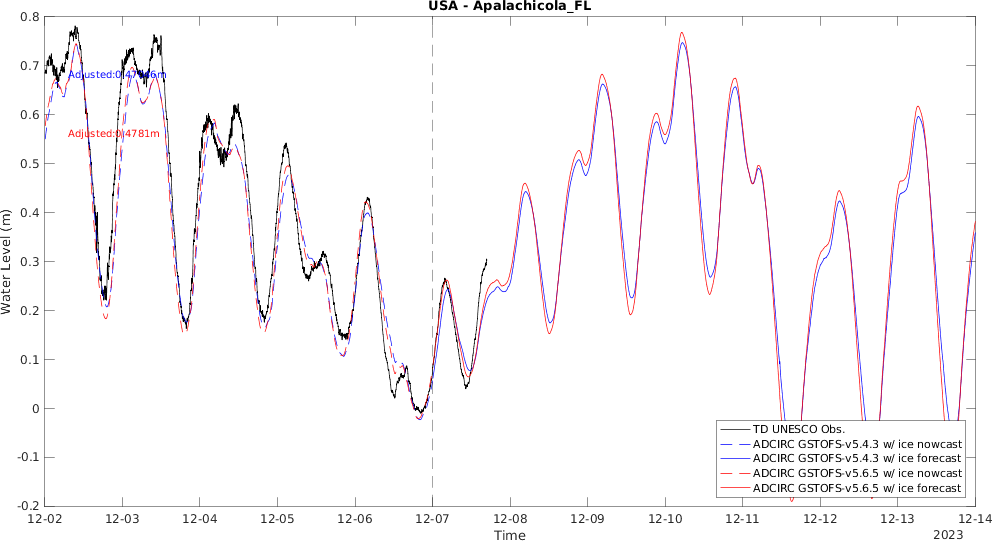 USA - Apalachicola_FL
0.8
0.7
0.6
0.5
0.4
0.3
0.2
0.1
0
-0.1
-0.2
Water Level (m)
Adjusted:0.4781m
TD UNESCO Obs.
ADCIRC GSTOFS-v5.4.3 w/ ice nowcast
ADCIRC GSTOFS-v5.4.3 w/ ice forecast
ADCIRC GSTOFS-v5.6.5 w/ ice nowcast
ADCIRC GSTOFS-v5.6.5 w/ ice forecast
12-02 12-03 12-04 12-05 12-06 12-07 12-08 12-09 12-10 12-11 12-12 12-13 12-14
Time
2023